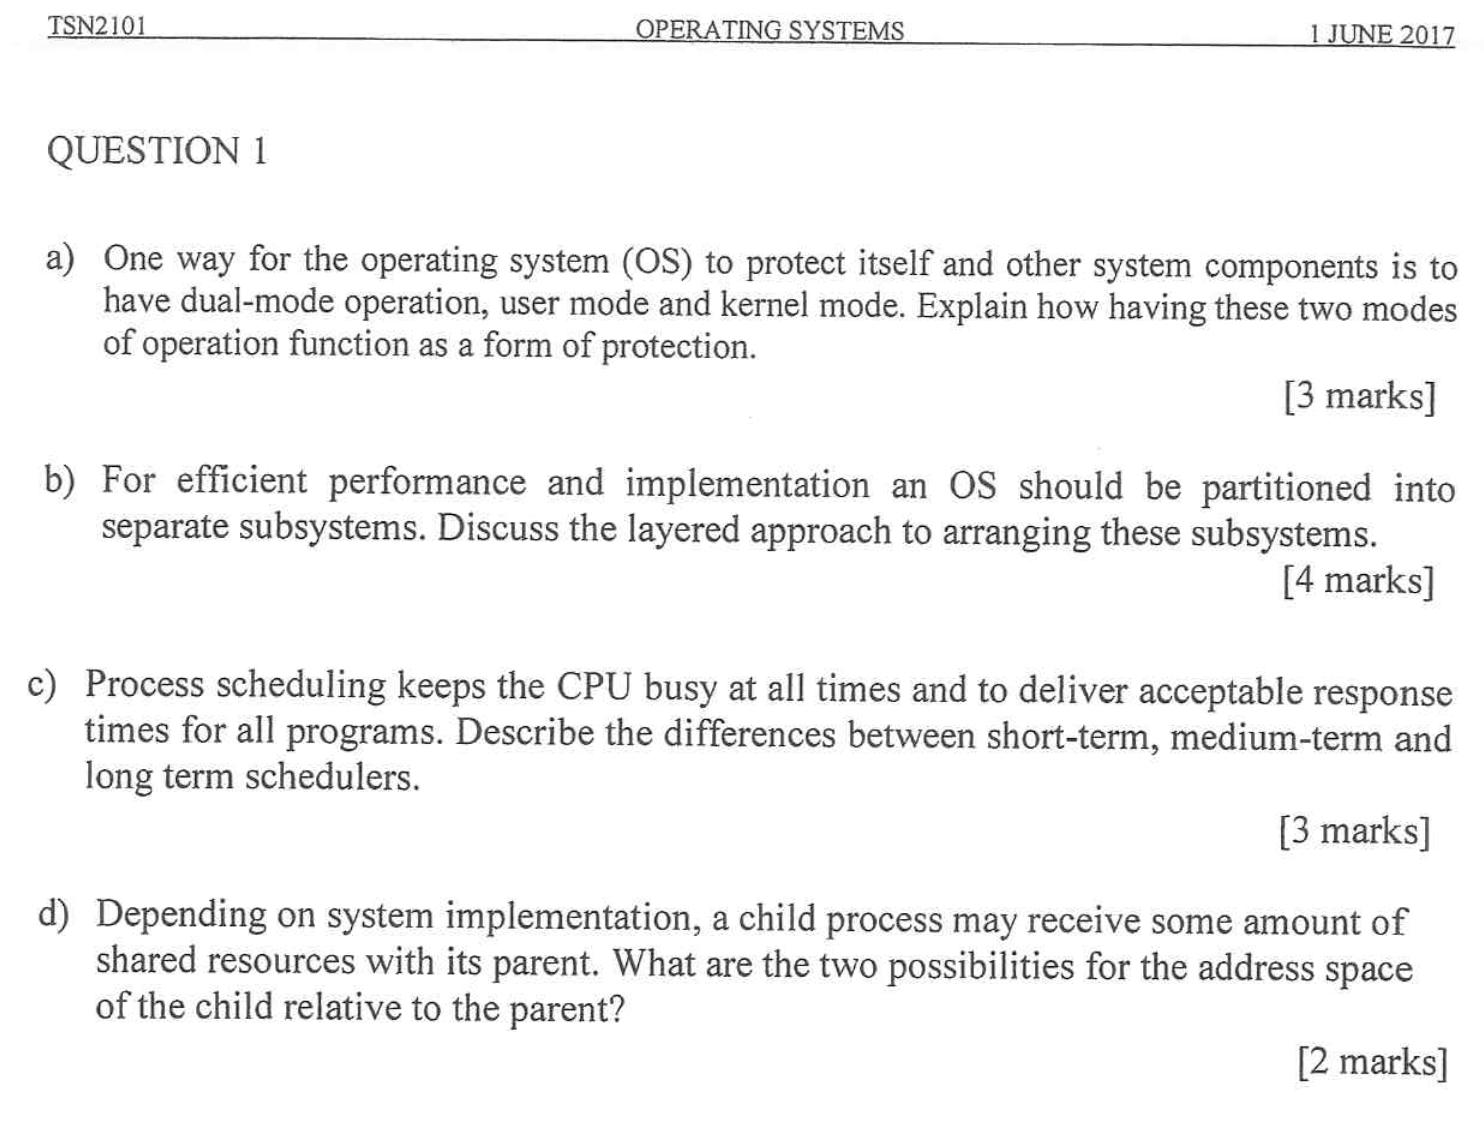 TSN2101 OPERATING SYSTEMS 1 JUNE 2017
QUESTION 1
a) One way for the operating system (OS) to protect itself and other system components is to
have dual-mode operation, user mode and kernel mode. Explain how having these two modes
of operation function as a form of protection.
[3 marks]
b) For efficient performance and implementation an OS should be partitioned into
separate subsystems. Discuss the layered approach to arranging these subsystems.
[4 marks]
c) Process scheduling keeps the CPU busy at all times and to deliver acceptable response
times for all programs. Describe the differences between short-term, medium-term and
long term schedulers.
[3 marks]
d) Depending on system implementation, a child process may receive some amount of
shared resources with its parent. What are the two possibilities for the address space
of the child relative to the parent?
[2 marks]